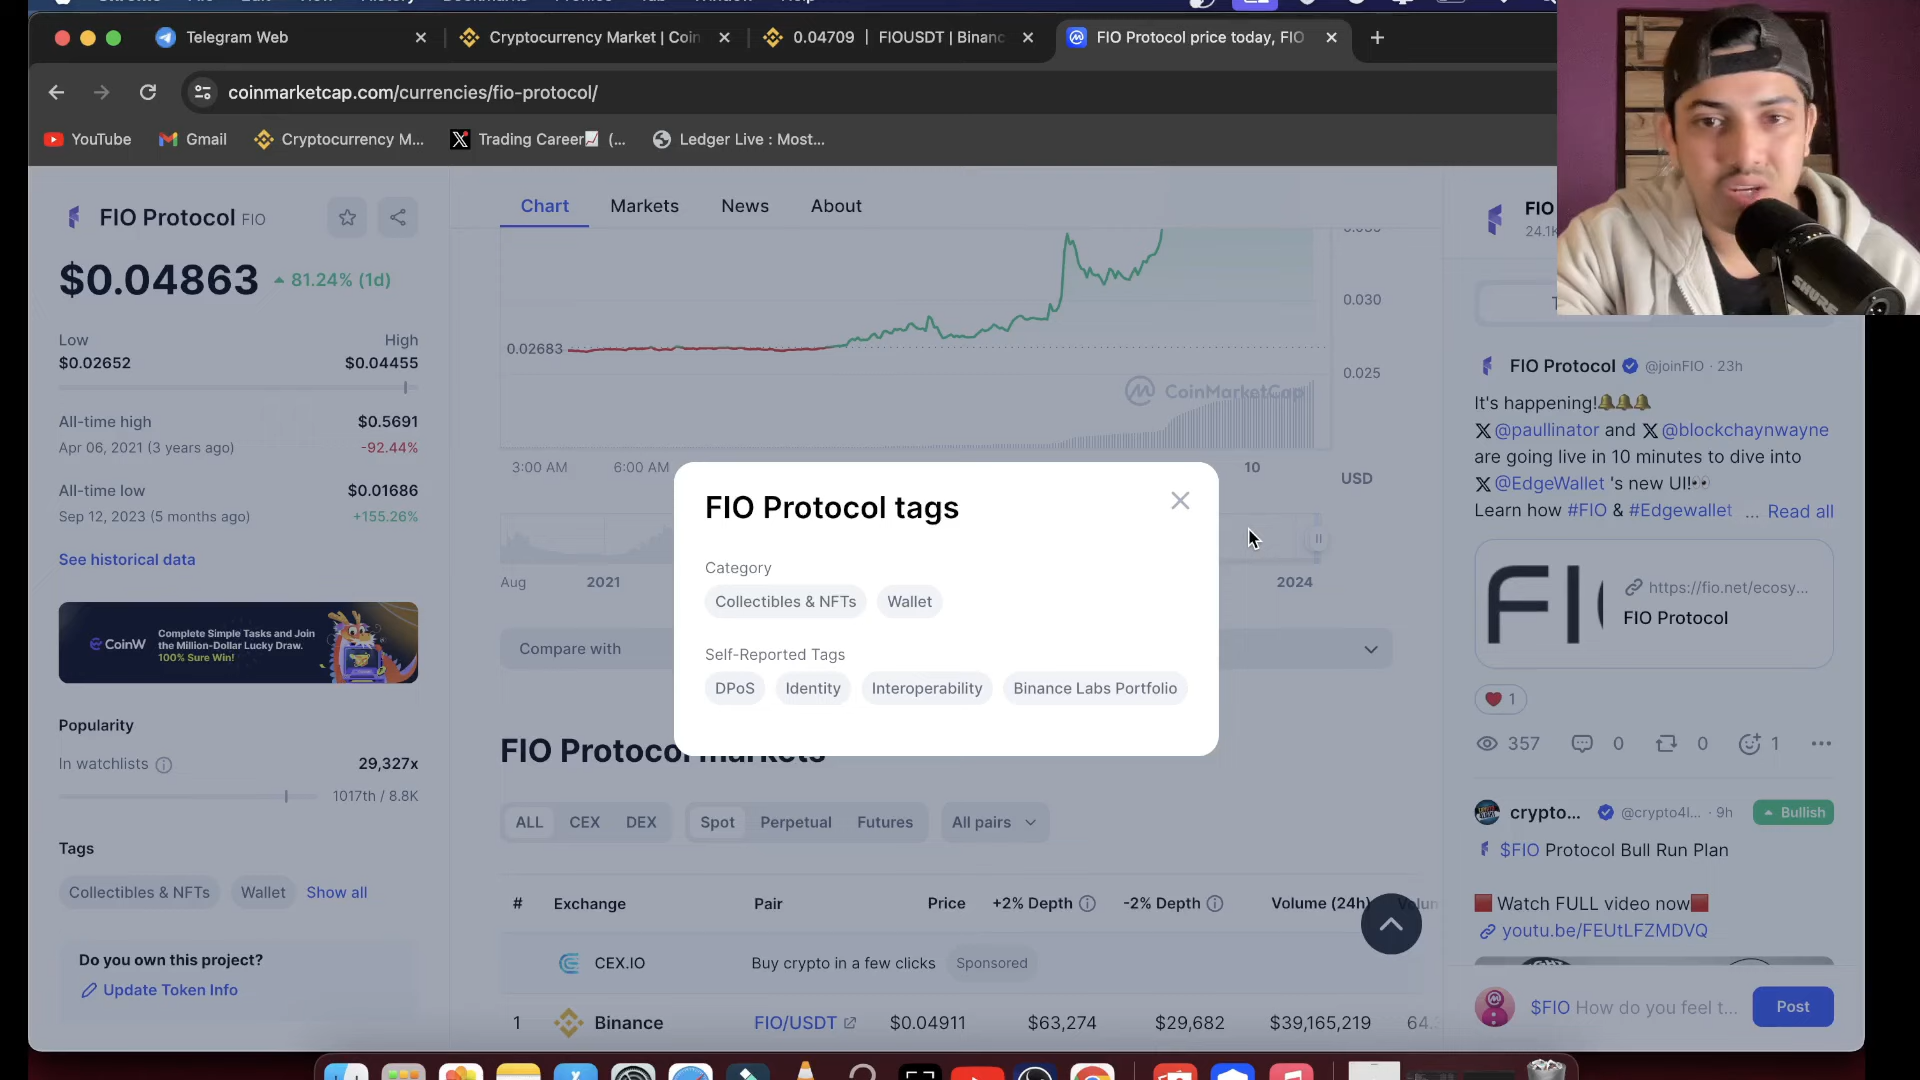 Telegram Web
Cryptocurrency Market | Coin
0.04709 | FIOUSDT | Binanc
FIO Protocol price today, FIO
coinmarketcap.com/currencies/fio-protocol/
YouTube
Gmail
Cryptocurrency M...
Trading Career📈 (...
Ledger Live : Most...
FIO Protocol FIO
$0.04863
81.24% (1d)
Low
High
$0.02652
$0.04455
All-time high
$0.5691
Apr 06, 2021 (3 years ago)
-92.44%
All-time low
$0.01686
Sep 12, 2023 (5 months ago)
+155.26%
See historical data
CoinW
Complete Simple Tasks and Join
the Million-Dollar Lucky Draw.
100% Sure Win!
Popularity
In watchlists
29,327x
1017th / 8.8K
Tags
Collectibles & NFTs
Wallet
Show all
Do you own this project?
Update Token Info
Chart
Markets
News
About
0.030
0.02683
0.025
CoinMarketCap
3:00 AM
6:00 AM
10
USD
Aug
2021
2024
Compare with
FIO Protocol tags
Category
Collectibles & NFTs
Wallet
Self-Reported Tags
DPoS
Identity
Interoperability
Binance Labs Portfolio
FIO Protocol markets
ALL
CEX
DEX
Spot
Perpetual
Futures
All pairs
#
Exchange
Pair
Price
+2% Depth
-2% Depth
Volume (24h)
CEX.IO
Buy crypto in a few clicks
Sponsored
1
Binance
FIO/USDT
$0.04911
$63,274
$29,682
$39,165,219
64.
FIO
24.1K
SHURE
FIO Protocol @joinFIO · 23h
It's happening!🔔🔔🔔
@paullinator and @blockchaynwayne
are going live in 10 minutes to dive into
@EdgeWallet 's new UI!👀
Learn how #FIO & #Edgewallet ... Read all
FIO
https://fio.net/ecosy...
FIO Protocol
1
357
0
0
1
crypto... @crypto4l... · 9h
Bullish
$FIO Protocol Bull Run Plan
🟥 Watch FULL video now🟥
youtu.be/FEUtLFZMDVQ
$FIO How do you feel t...
Post